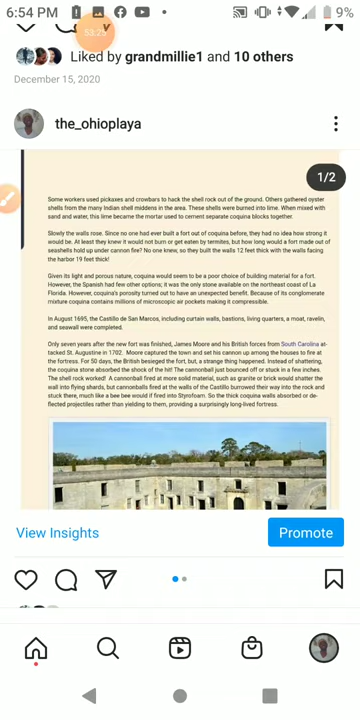 6:54 PM
9%
53:25
Liked by grandmillie1 and 10 others
December 15, 2020
the_ohioplaya
1/2
Some workers used pickaxes and crowbars to hack the shell rock out of the ground. Others gathered oyster
shells from the many Indian shell middens in the area. These shells were burned into lime. When mixed with
sand and water, this lime became the mortar used to cement separate coquina blocks together.
Slowly the walls rose. Since no one had ever built a fort out of coquina before, they had no idea how strong it
would be. At least they knew it would not burn or get eaten by termites, but how long would a fort made out of
seashells hold up under cannon fire? No one knew, so they built the walls 12 feet thick with the walls facing
the harbor 19 feet thick!
Given its light and porous nature, coquina would seem to be a poor choice of building material for a fort.
However, the Spanish had few other options; it was the only stone available on the northeast coast of La
Florida. However, coquina's porosity turned out to have an unexpected benefit. Because of its conglomerate
mixture coquina contains millions of microscopic air pockets making it compressible.
In August 1695, the Castillo de San Marcos, including curtain walls, bastions, living quarters, a moat, ravelin,
and seawall were completed.
Only seven years after the new fort was finished, James Moore and his British forces from South Carolina at-
tacked St. Augustine in 1702. Moore captured the town and set his cannon up among the houses to fire at
the fortress. For 50 days, the British besieged the fort, but, a strange thing happened. Instead of shattering,
the coquina stone absorbed the shock of the hit! The cannonball just bounced off or stuck in a few inches.
The shell rock worked! A cannonball fired at more solid material, such as granite or brick would shatter the
wall into flying shards, but cannonballs fired at the walls of the Castillo burrowed their way into the rock and
stuck there, much like a bee bee would if fired into Styrofoam. So the thick coquina walls absorbed or de-
flected projectiles rather than yielding to them, providing a surprisingly long-lived fortress.
View Insights
Promote